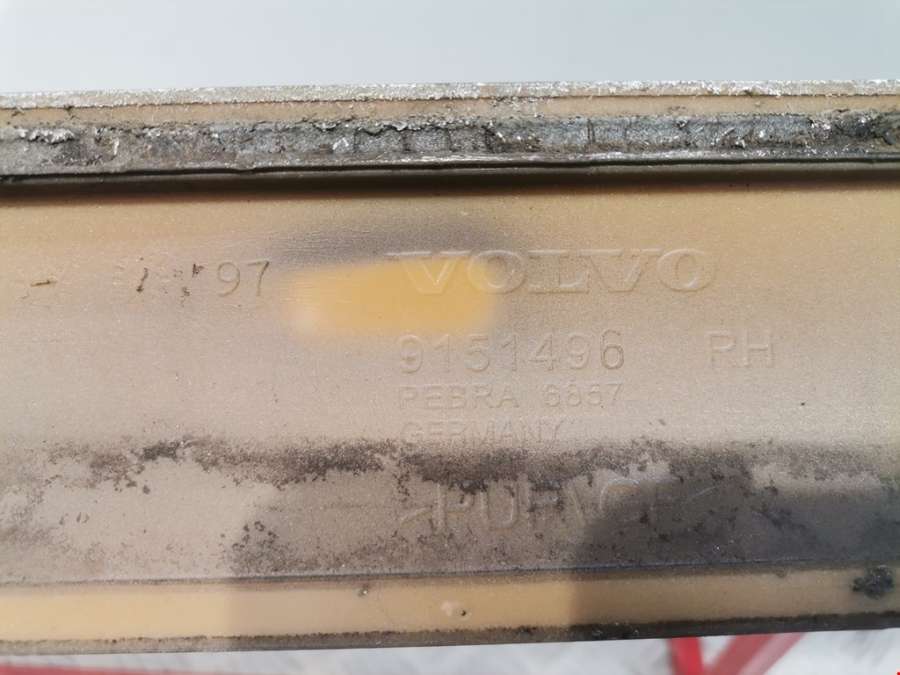 97
VOLVO
9151496 RH
PEBRA 6857
GERMANY